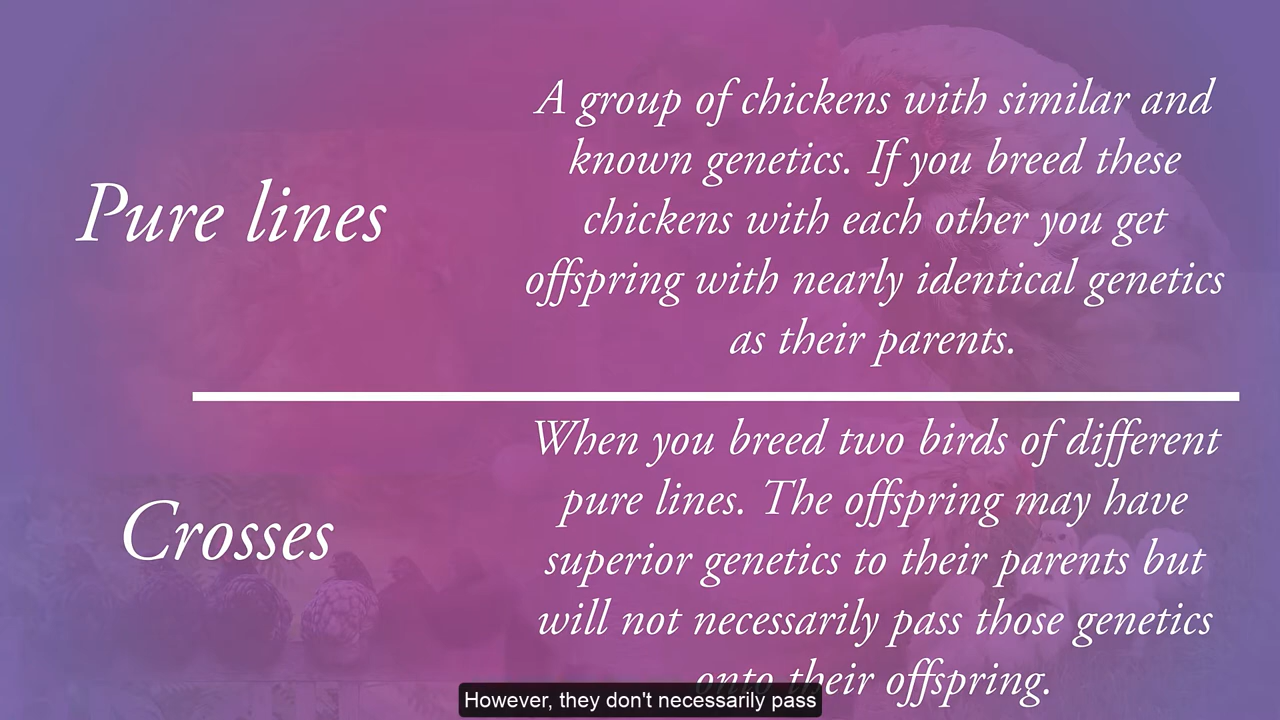 Pure lines
A group of chickens with similar and
known genetics. If you breed these
chickens with each other you get
offspring with nearly identical genetics
as their parents.
Crosses
When you breed two birds of different
pure lines. The offspring may have
superior genetics to their parents but
will not necessarily pass those genetics
onto their offspring.
However, they don't necessarily pass